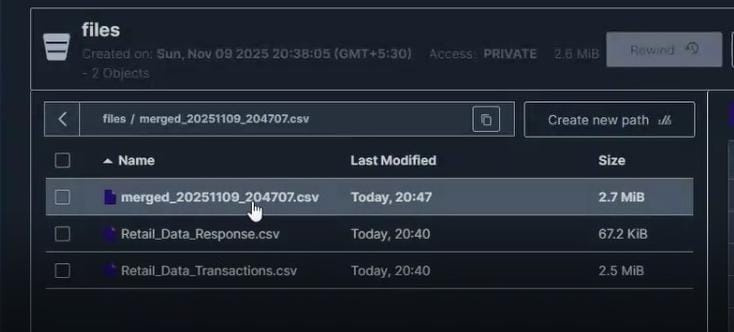 files
Created on: Sun, Nov 09 2025 20:38:05 (GMT+5:30) Access: PRIVATE 2.6 MiB
- 2 Objects
Rewind
files / merged_20251109_204707.csv
Create new path
Name Last Modified Size
merged_20251109_204707.csv Today, 20:47 2.7 MiB
Retail_Data_Response.csv Today, 20:40 67.2 KiB
Retail_Data_Transactions.csv Today, 20:40 2.5 MiB